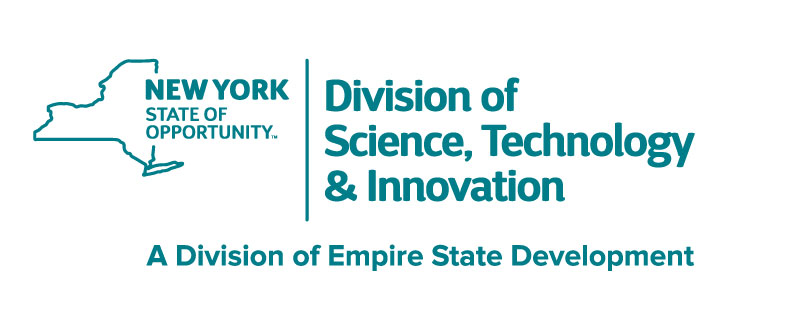 NEW YORK
STATE OF
OPPORTUNITY.™
Division of
Science, Technology
& Innovation
A Division of Empire State Development